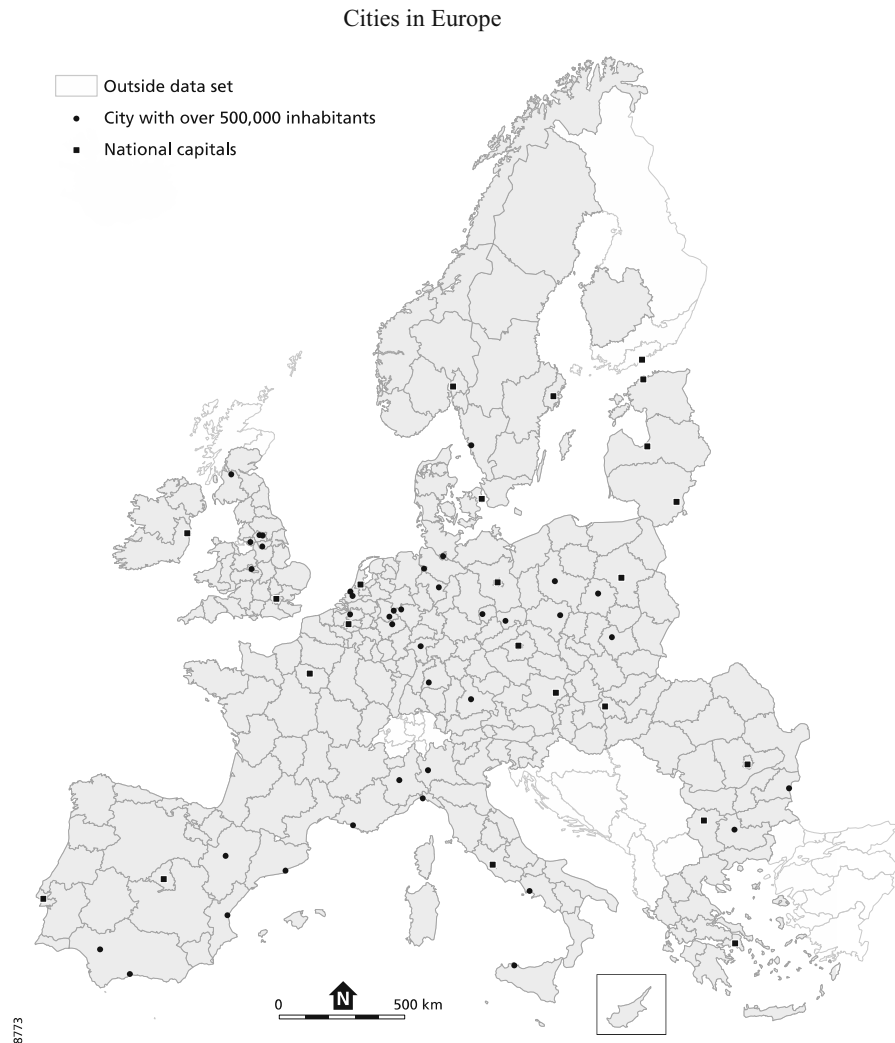 Cities in Europe
Outside data set
City with over 500,000 inhabitants
National capitals
N
0 500 km
8773